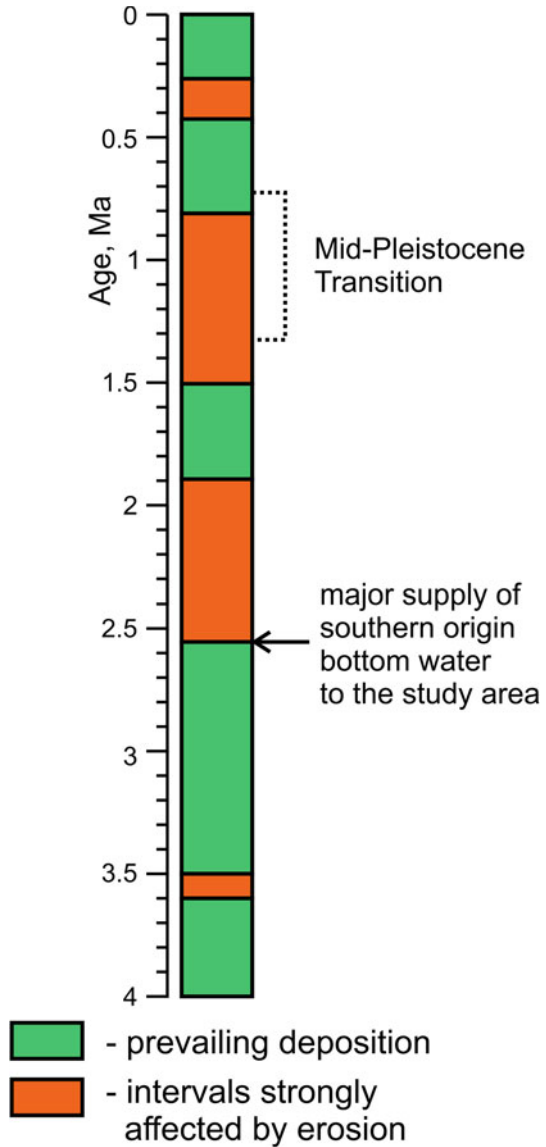 0
0.5
1
1.5
2
2.5
3
3.5
4
Age, Ma
Mid-Pleistocene
Transition
major supply of
southern origin
bottom water
to the study area
- prevailing deposition
- intervals strongly
affected by erosion